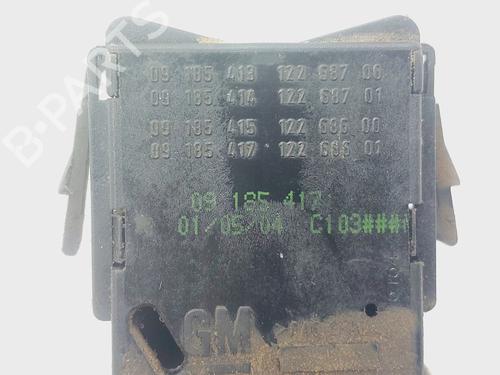 09 185 413 122 687 00
09 185 414 122 687 01
09 185 415 122 686 00
09 185 417 122 686 01
09 185 417
01/05/04 C103###
GM
B-PARTS